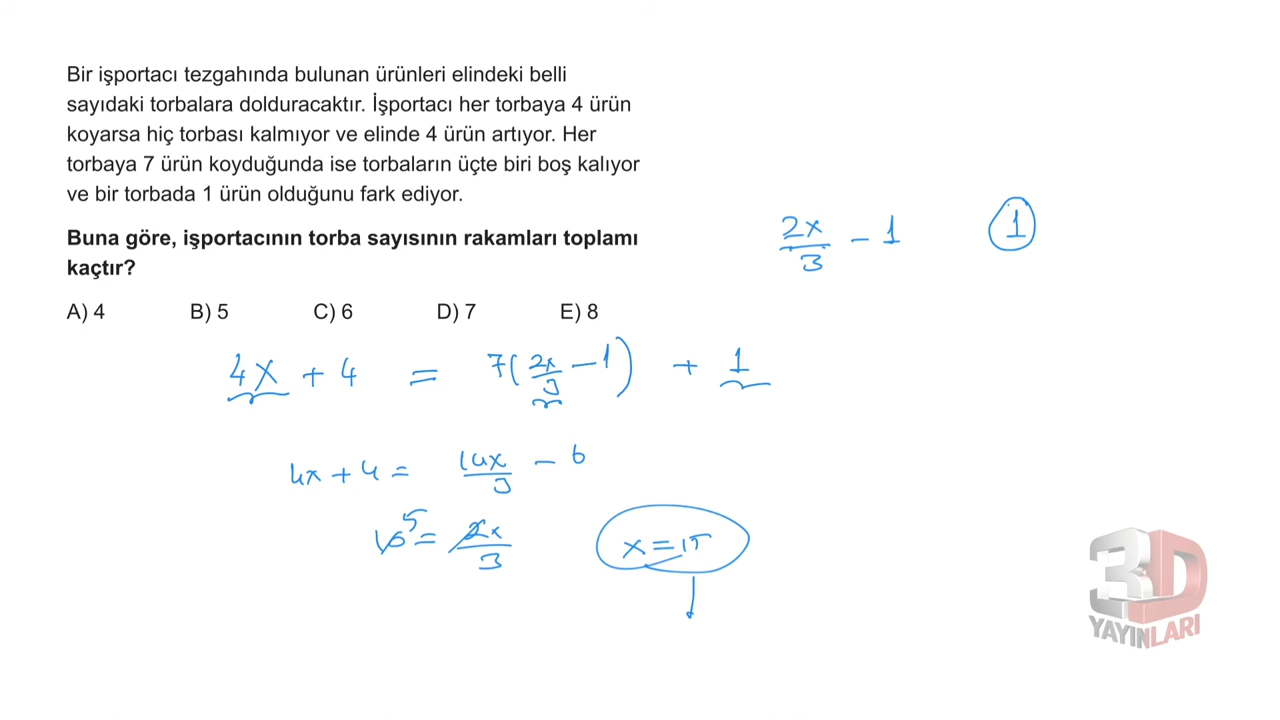 Bir işportacı tezgahında bulunan ürünleri elindeki belli
sayıdaki torbalara dolduracaktır. İşportacı her torbaya 4 ürün
koyarsa hiç torbası kalmıyor ve elinde 4 ürün artıyor. Her
torbaya 7 ürün koyduğunda ise torbaların üçte biri boş kalıyor
ve bir torbada 1 ürün olduğunu fark ediyor.
Buna göre, işportacının torba sayısının rakamları toplamı
kaçtır?
A) 4 B) 5 C) 6 D) 7 E) 8
2x/3 - 1 1
4x + 4 = 7(2x/3 - 1) + 1
4x + 4 = 14x/3 - 6
10 5 = 2x/3 x = 15
3D
YAYINLARI